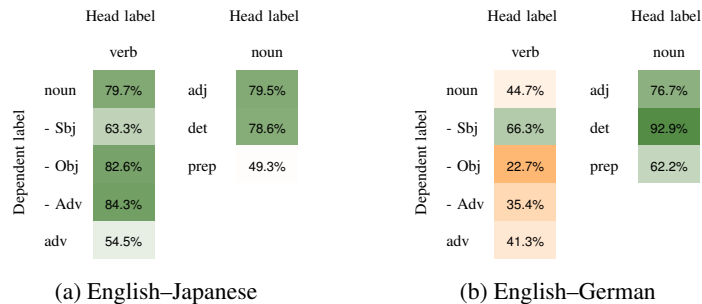 Head label Head label Head label Head label
verb noun verb noun
noun 79.7% adj 79.5% noun 44.7% adj 76.7%
- Sbj 63.3% det 78.6% - Sbj 66.3% det 92.9%
- Obj 82.6% prep 49.3% - Obj 22.7% prep 62.2%
- Adv 84.3% - Adv 35.4%
adv 54.5% adv 41.3%
Dependent label Dependent label
(a) English–Japanese (b) English–German